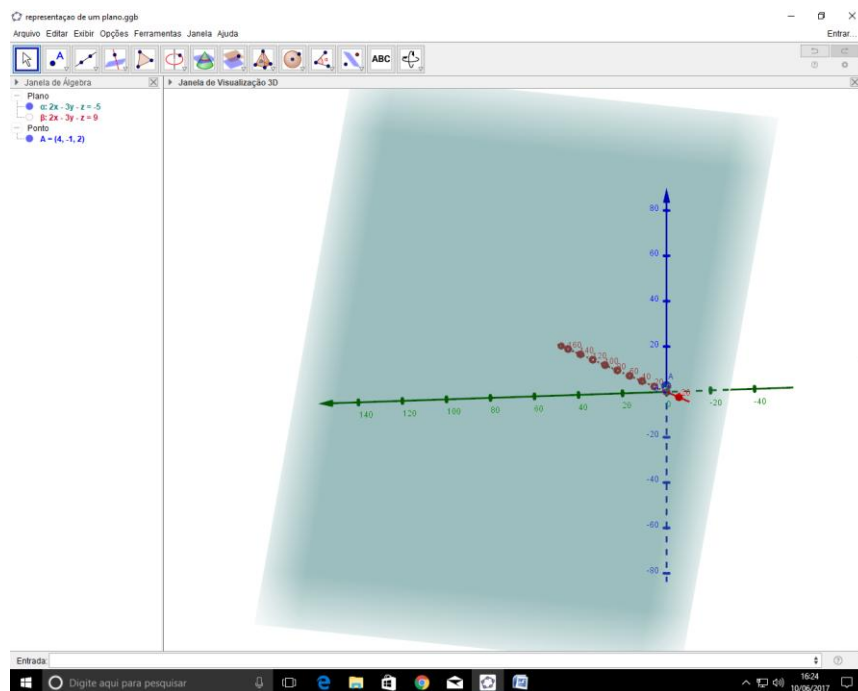 representaçao de um plano.ggb
Arquivo Editar Exibir Opções Ferramentas Janela Ajuda
Entrar...
ABC
Janela de Álgebra
Janela de Visualização 3D
Plano
α: 2x - 3y - z = -5
β: 2x - 3y - z = 9
Ponto
A = (4, -1, 2)
80
60
40
20
A
140 120 100 80 60 40 20 0 -20 -40
-20
-40
-60
-80
Entrada:
Digite aqui para pesquisar
16:24
10/06/2017